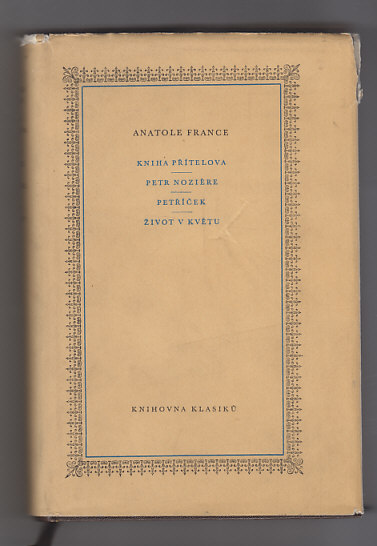 ANATOLE FRANCE
KNIHA PŘÍTELOVA
PETR NOZIÈRE
PETŘÍČEK
ŽIVOT V KVĚTU
KNIHOVNA KLASIKŮ